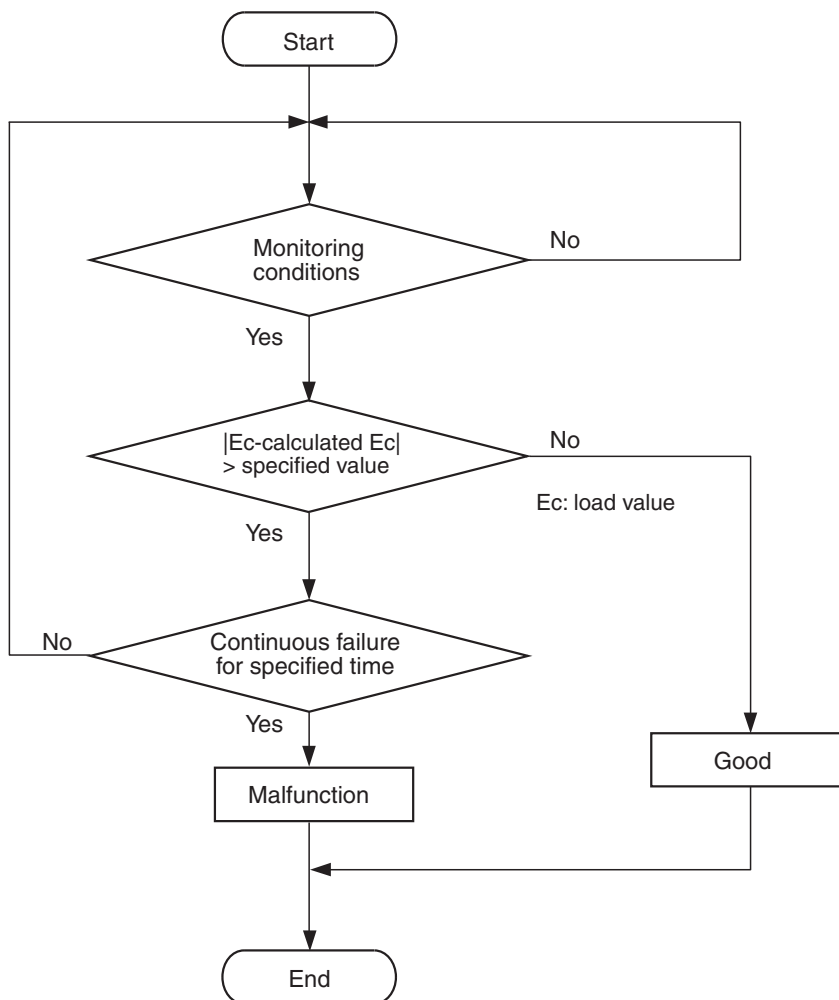 Start
Monitoring
conditions
No
Yes
|Ec-calculated Ec|
> specified value
No
Ec: load value
Yes
Continuous failure
for specified time
No
Yes
Malfunction
Good
End